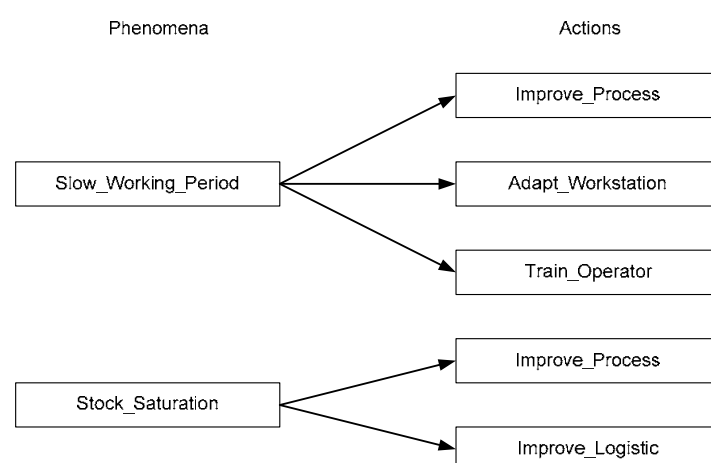 Phenomena
Actions
Improve_Process
Slow_Working_Period
Adapt_Workstation
Train_Operator
Improve_Process
Stock_Saturation
Improve_Logistic